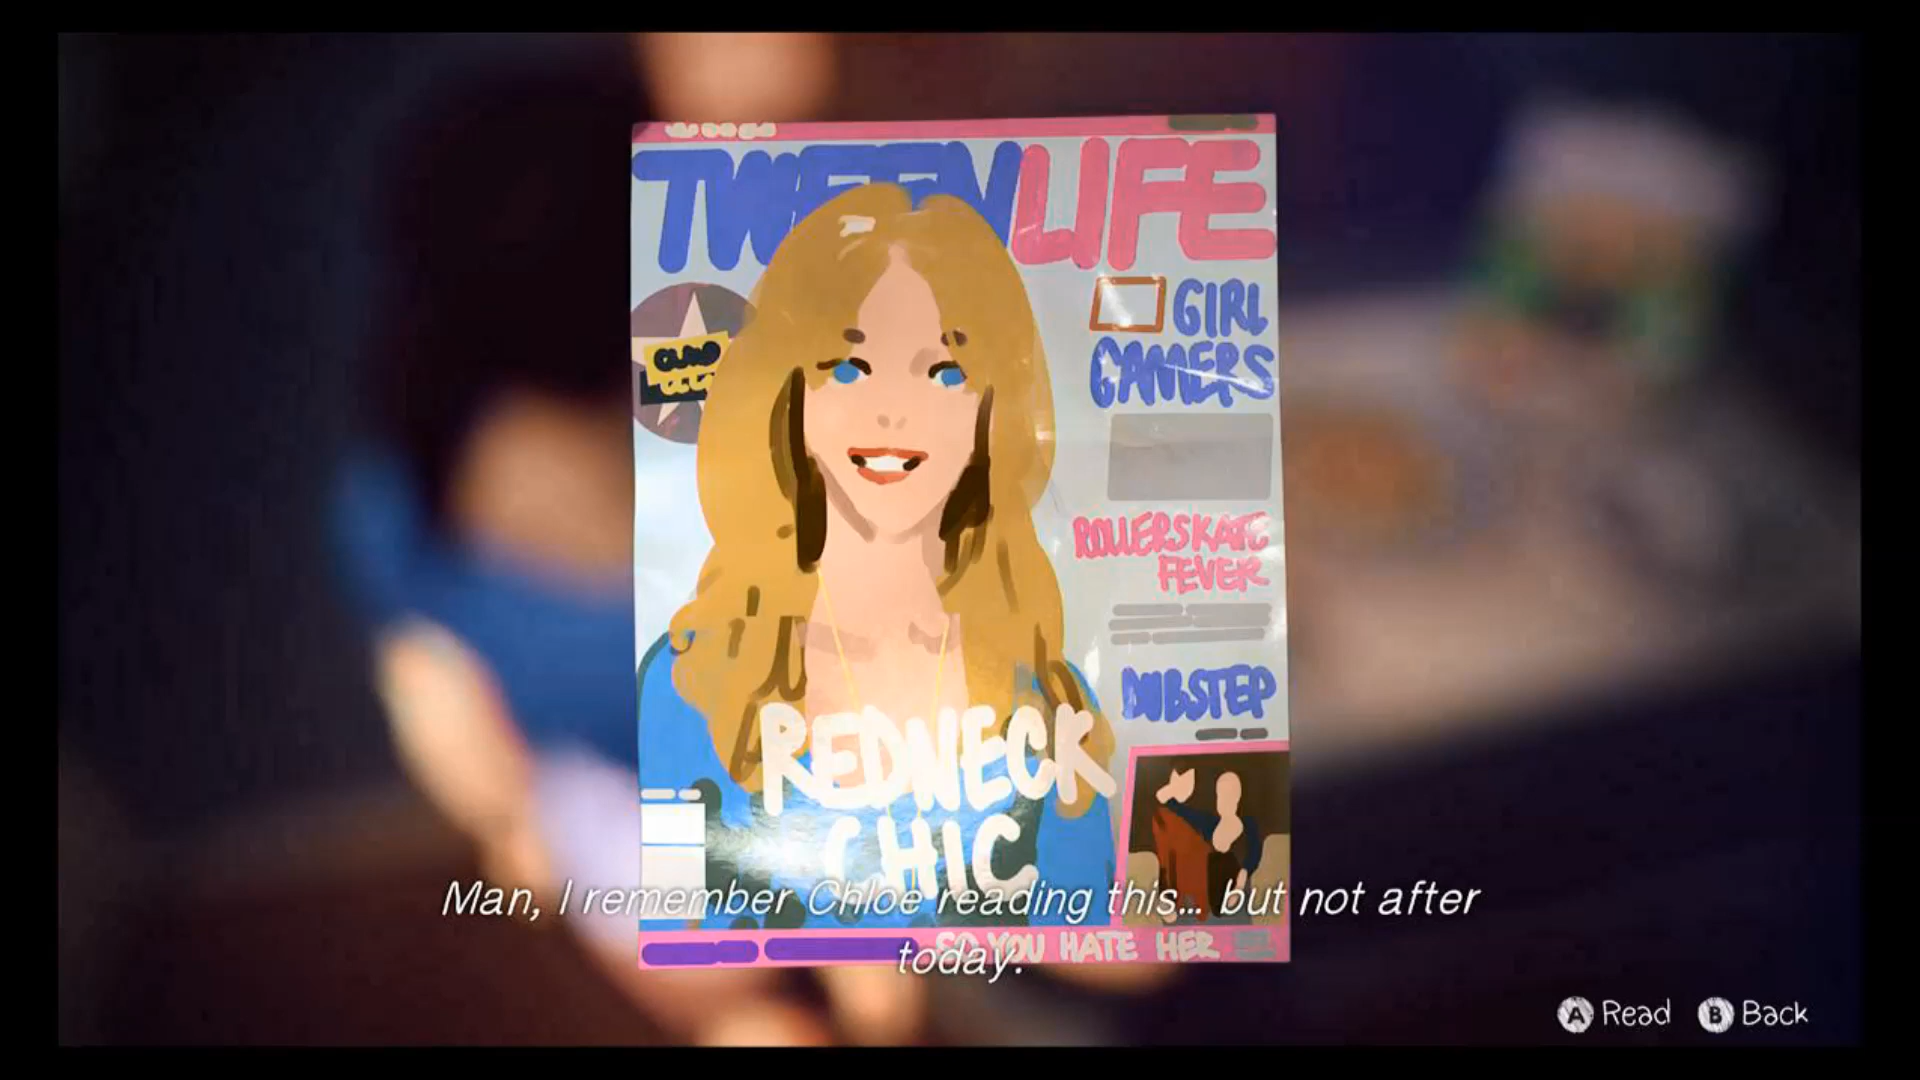 TWEENLIFE
GIRL
GAMERS
ROLLERSKATE
FEVER
DUBSTEP
REDNECK
CHIC
Man, I remember Chloe reading this... but not after
today.
SO YOU HATE HER
A Read B Back